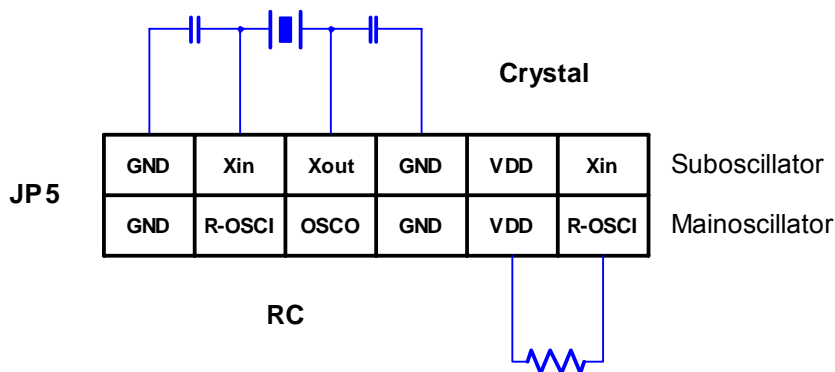 Crystal
JP5
GND Xin Xout GND VDD Xin Suboscillator
GND R-OSCI OSCO GND VDD R-OSCI Mainoscillator
RC